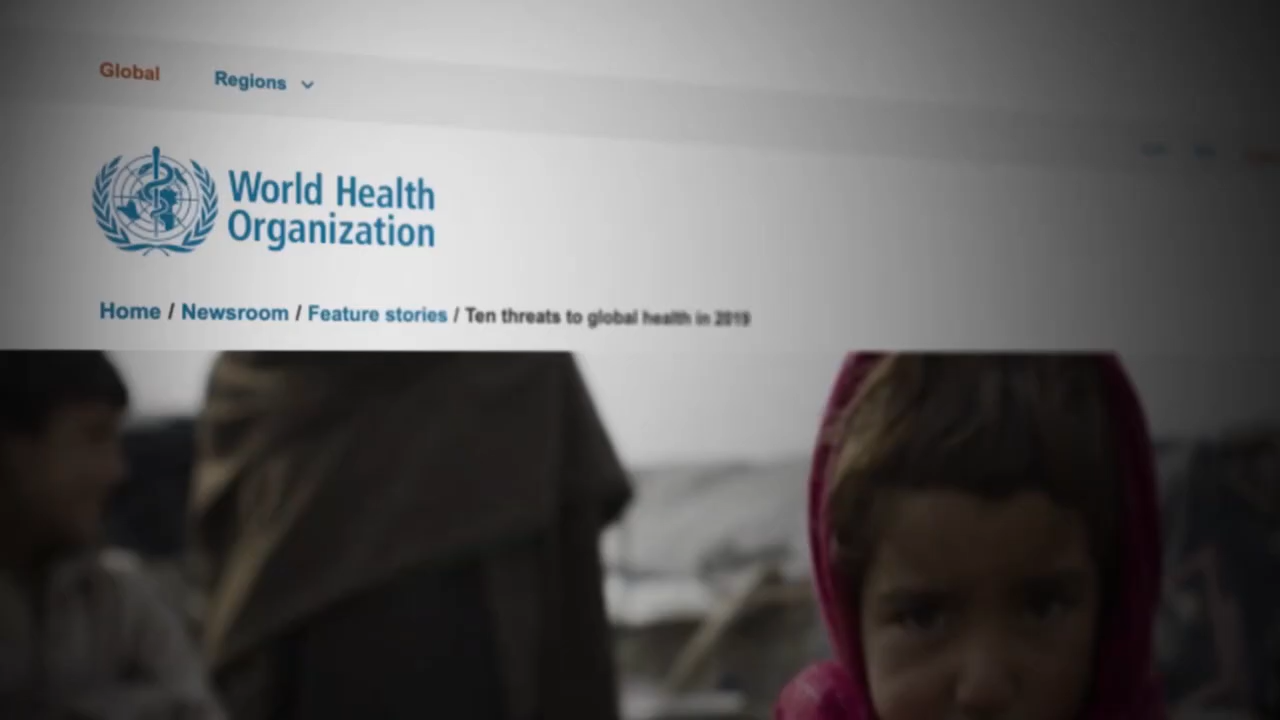 Global Regions
World Health
Organization
Home / Newsroom / Feature stories / Ten threats to global health in 2019